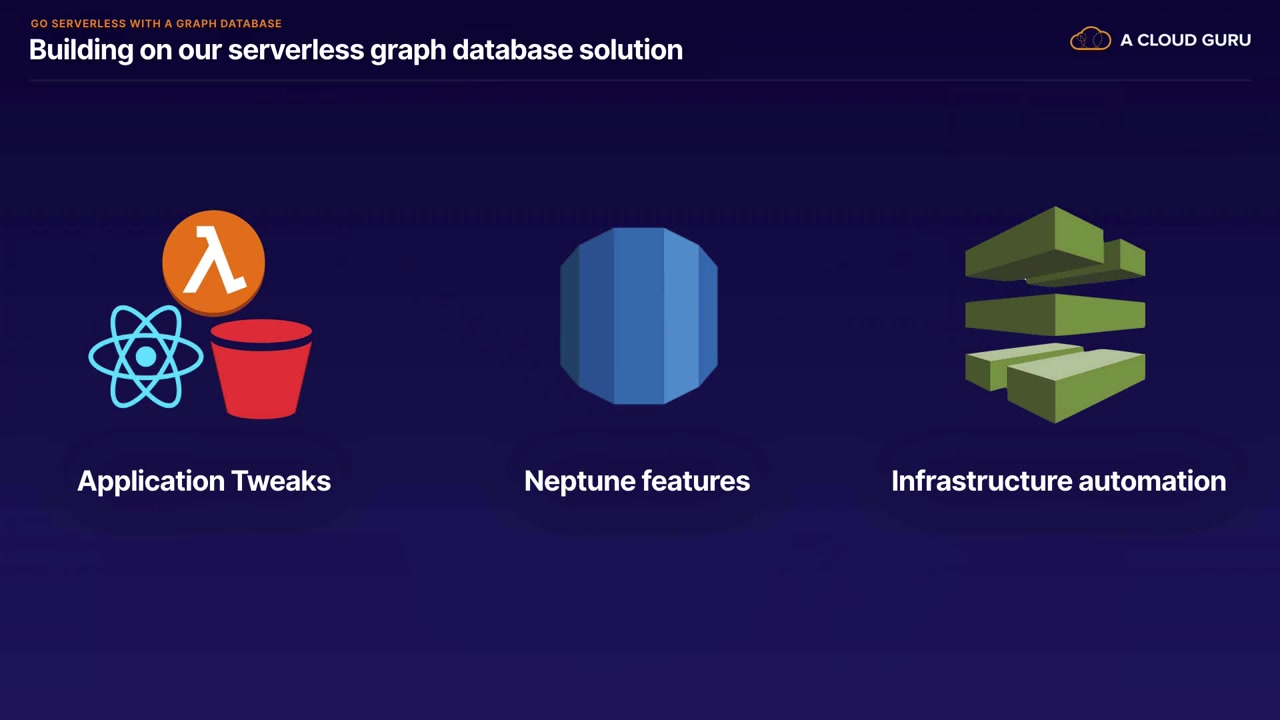 GO SERVERLESS WITH A GRAPH DATABASE
Building on our serverless graph database solution
A CLOUD GURU
λ
Application Tweaks
Neptune features
Infrastructure automation